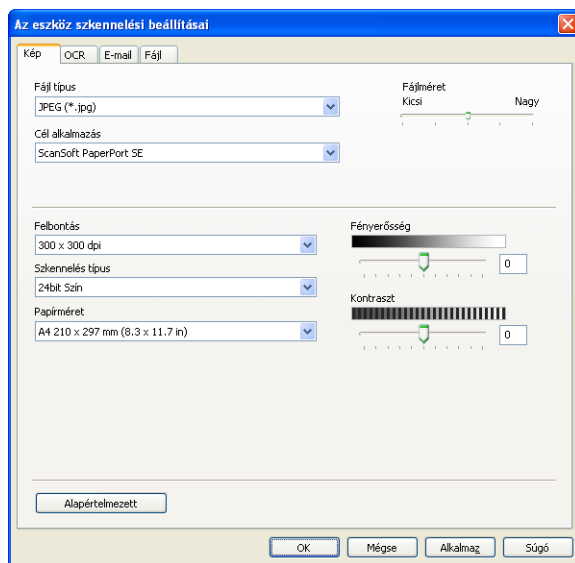 Az eszköz szkennelési beállításai
Kép OCR E-mail Fájl
Fájl típus
JPEG (*.jpg)
Cél alkalmazás
ScanSoft PaperPort SE
Fájlméret
Kicsi Nagy
Felbontás
300 x 300 dpi
Szkennelés típus
24bit Szín
Papírméret
A4 210 x 297 mm (8.3 x 11.7 in)
Fényerősség
0
Kontraszt
0
Alapértelmezett
OK Mégse Alkalmaz Súgó